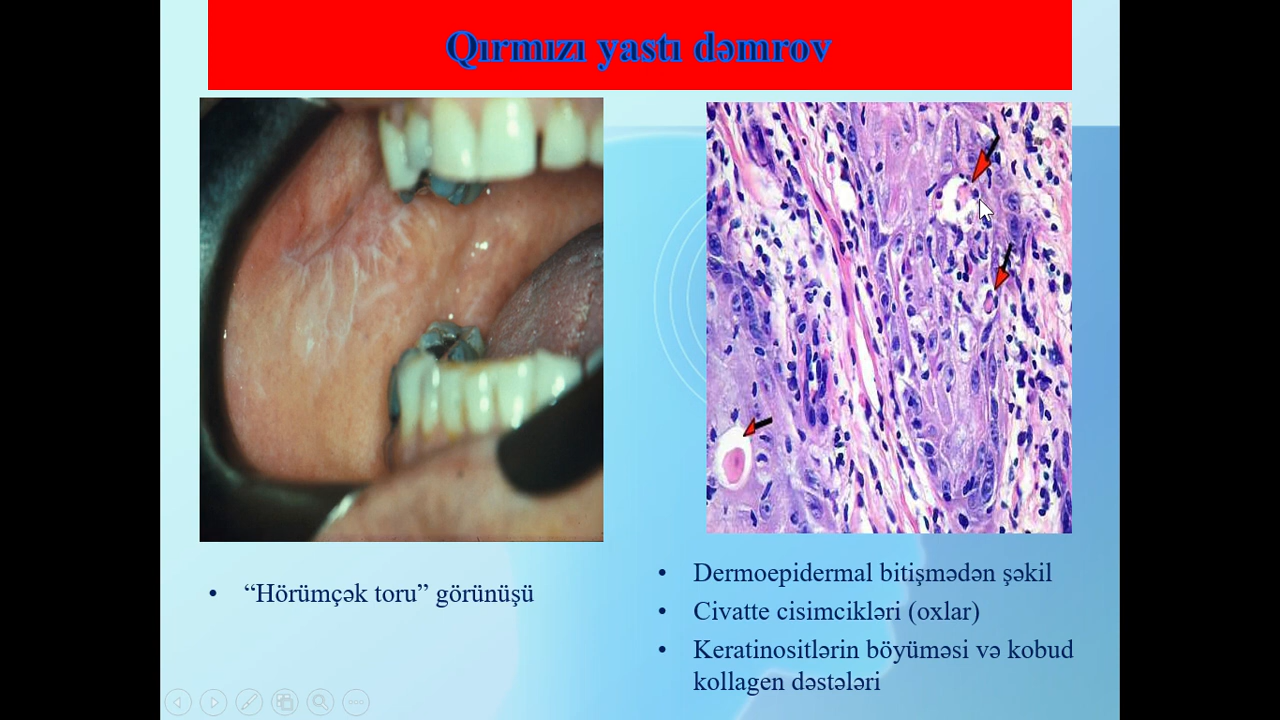 Qırmızı yastı dəmrov
• “Hörümçək toru” görünüşü
• Dermoepidermal bitişmədən şəkil
• Civatte cisimcikləri (oxlar)
• Keratinositlərin böyüməsi və kobud
kollagen dəstələri